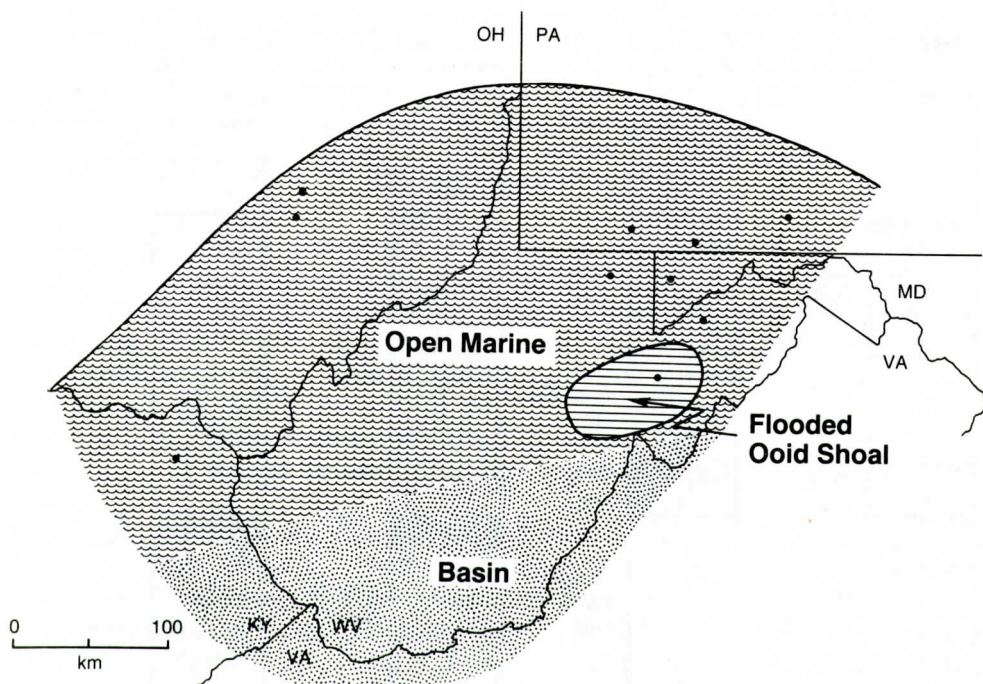 OH PA
MD
Open Marine
VA
Flooded
Ooid Shoal
Basin
0 100
km
KY WV
VA